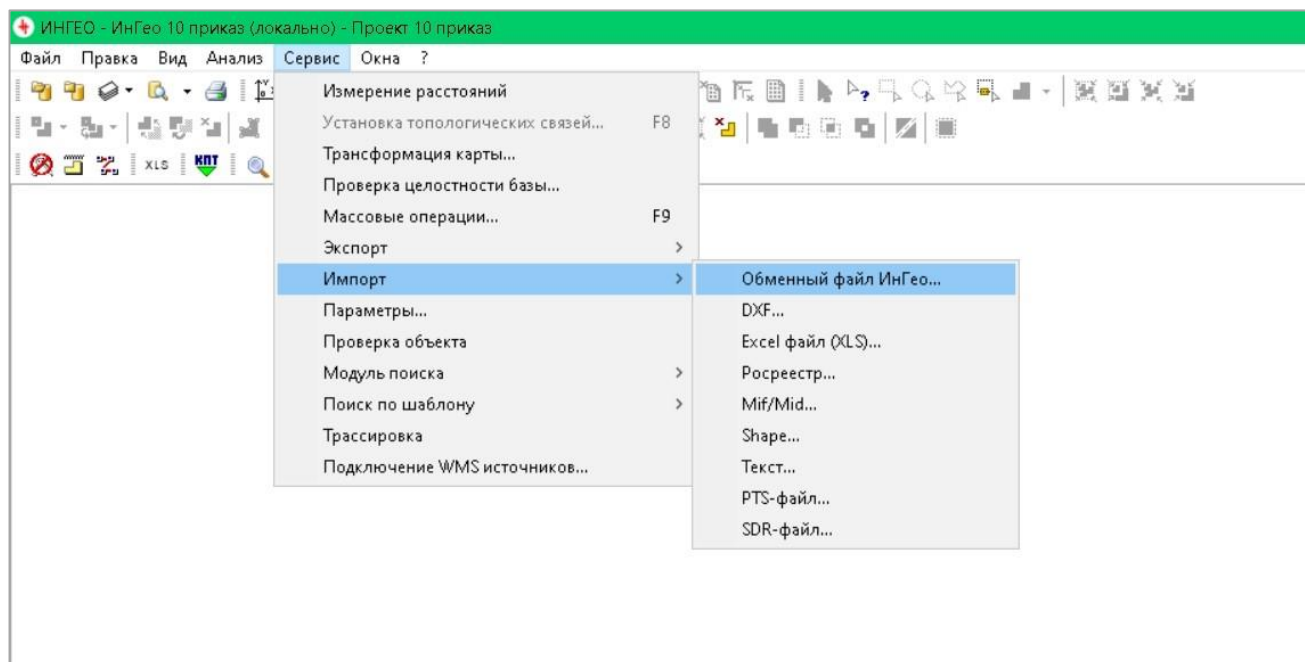 ИНГЕО - ИнГео 10 приказ (локально) - Проект 10 приказ
Файл Правка Вид Анализ Сервис Окна ?
Измерение расстояний
Установка топологических связей... F8
Трансформация карты...
XLS КПТ
Проверка целостности базы...
Массовые операции... F9
Экспорт
Импорт
Параметры...
Проверка объекта
Модуль поиска
Поиск по шаблону
Трассировка
Подключение WMS источников...
Обменный файл ИнГео...
DXF...
Excel файл (XLS)...
Росреестр...
Mif/Mid...
Shape...
Текст...
PTS-файл...
SDR-файл...